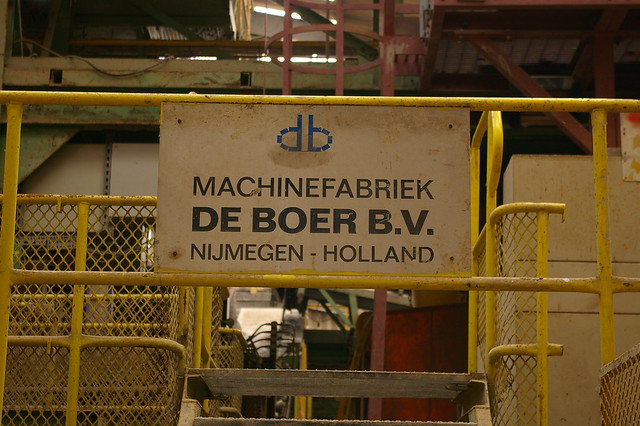 db
MACHINEFABRIEK
DE BOER B.V.
NIJMEGEN - HOLLAND